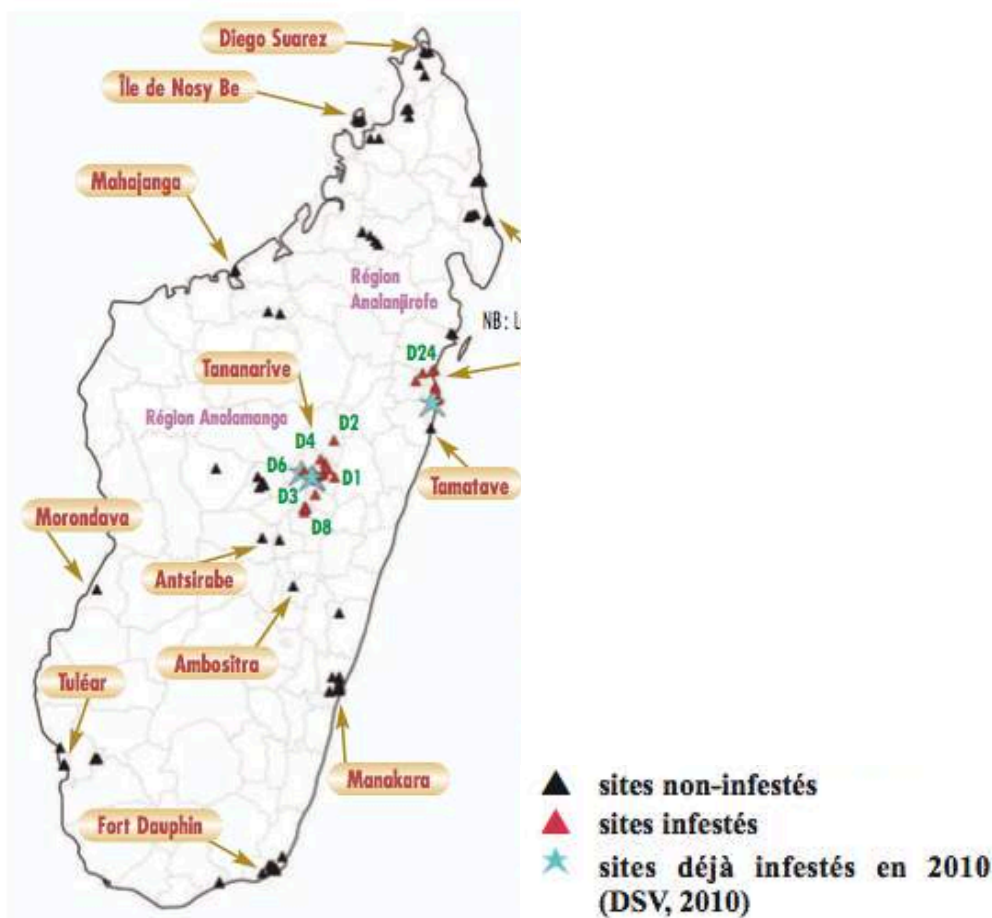 Diego Suarez
Île de Nosy Be
Mahajanga
Région
Analanjirofo
NB: L
D24
Tananarive
Région Analamanga
D4
D2
D6
D1
D3
Tamatave
D8
Morondava
Antsirabe
Ambositra
Tuléar
Manakara
Fort Dauphin
sites non-infestés
sites infestés
sites déjà infestés en 2010
(DSV, 2010)